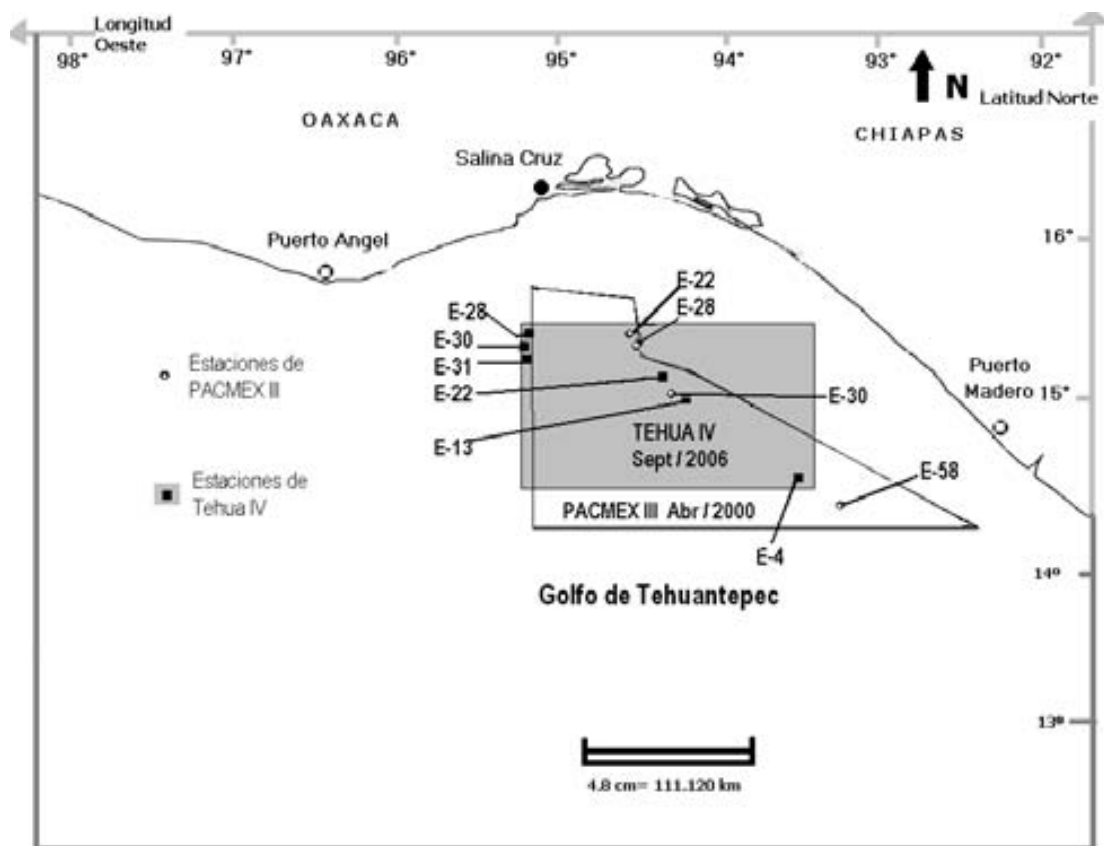 Longitud
Oeste
98° 97° 96° 95° 94° 93° 92°
N
Latitud Norte
OAXACA
CHIAPAS
Salina Cruz
Puerto Angel
16°
E-22
E-28
E-28
E-30
E-31
Estaciones de
PACMEX III
Puerto
Madero
15°
E-22
E-30
E-13
TEHUA IV
Sept / 2006
E-58
Estaciones de
Tehua IV
PACMEX III Abr / 2000
E-4
14º
Golfo de Tehuantepec
13º
4.8 cm= 111.120 km